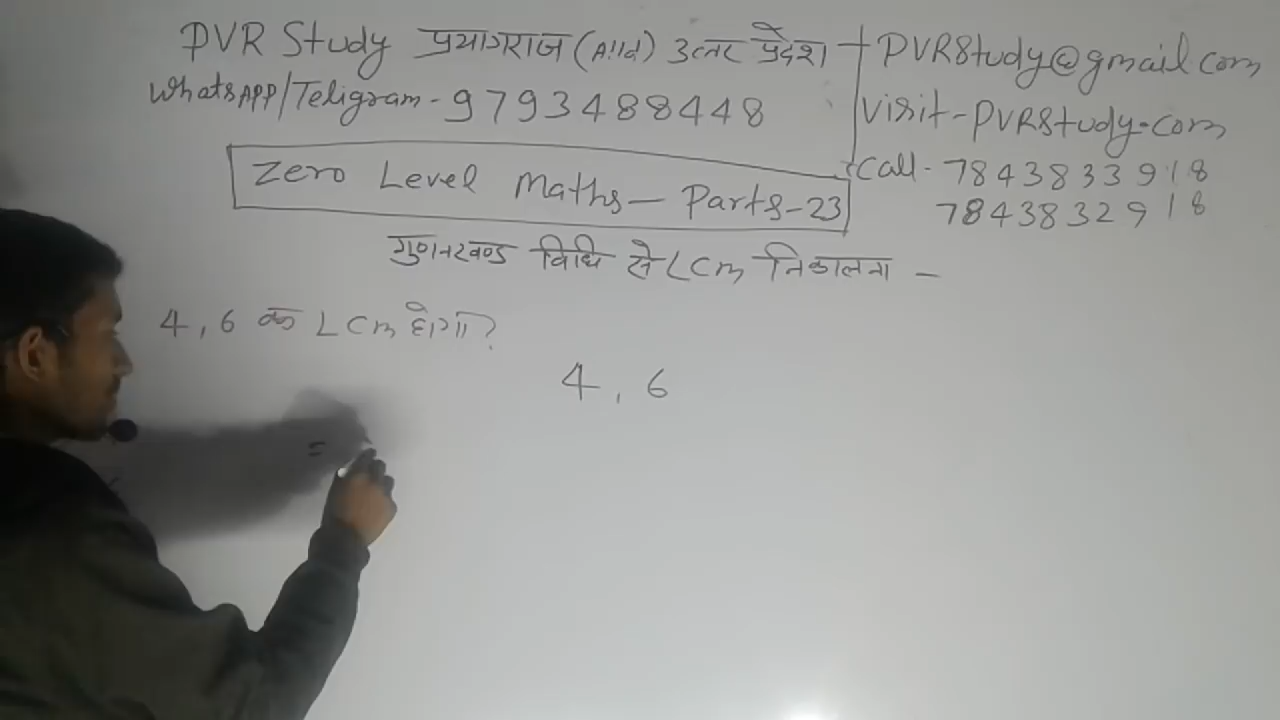 PVR Study प्रयागराज (Alld) उत्तर प्रदेश
WhatsAPP/Teligram - 9793488448
PVRStudy@gmail.com
Visit - PVRStudy.com
Call - 7843833918
7843832918
Zero Level Maths - Parts-23
गुणनखण्ड विधि से LCm निकालना -
4, 6 का LCm होगा?
4, 6
=